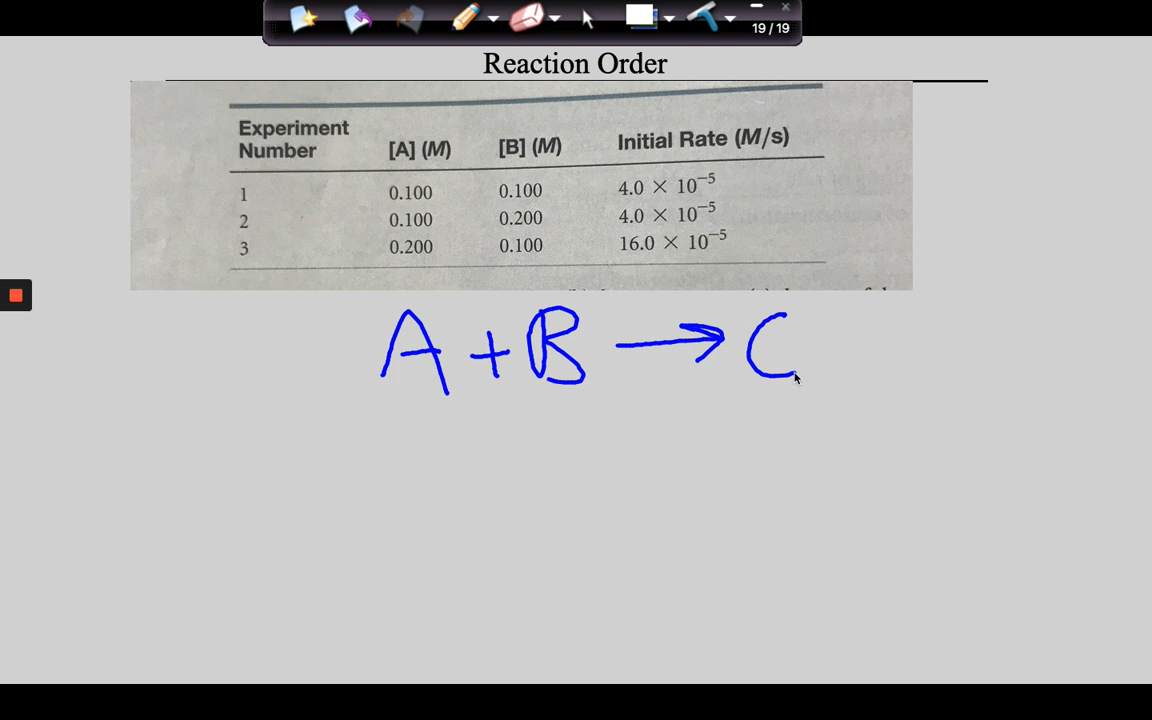 19 / 19
Reaction Order
Experiment Number [A] (M) [B] (M) Initial Rate (M/s)
1 0.100 0.100 4.0 × 10⁻⁵
2 0.100 0.200 4.0 × 10⁻⁵
3 0.200 0.100 16.0 × 10⁻⁵
A + B → C